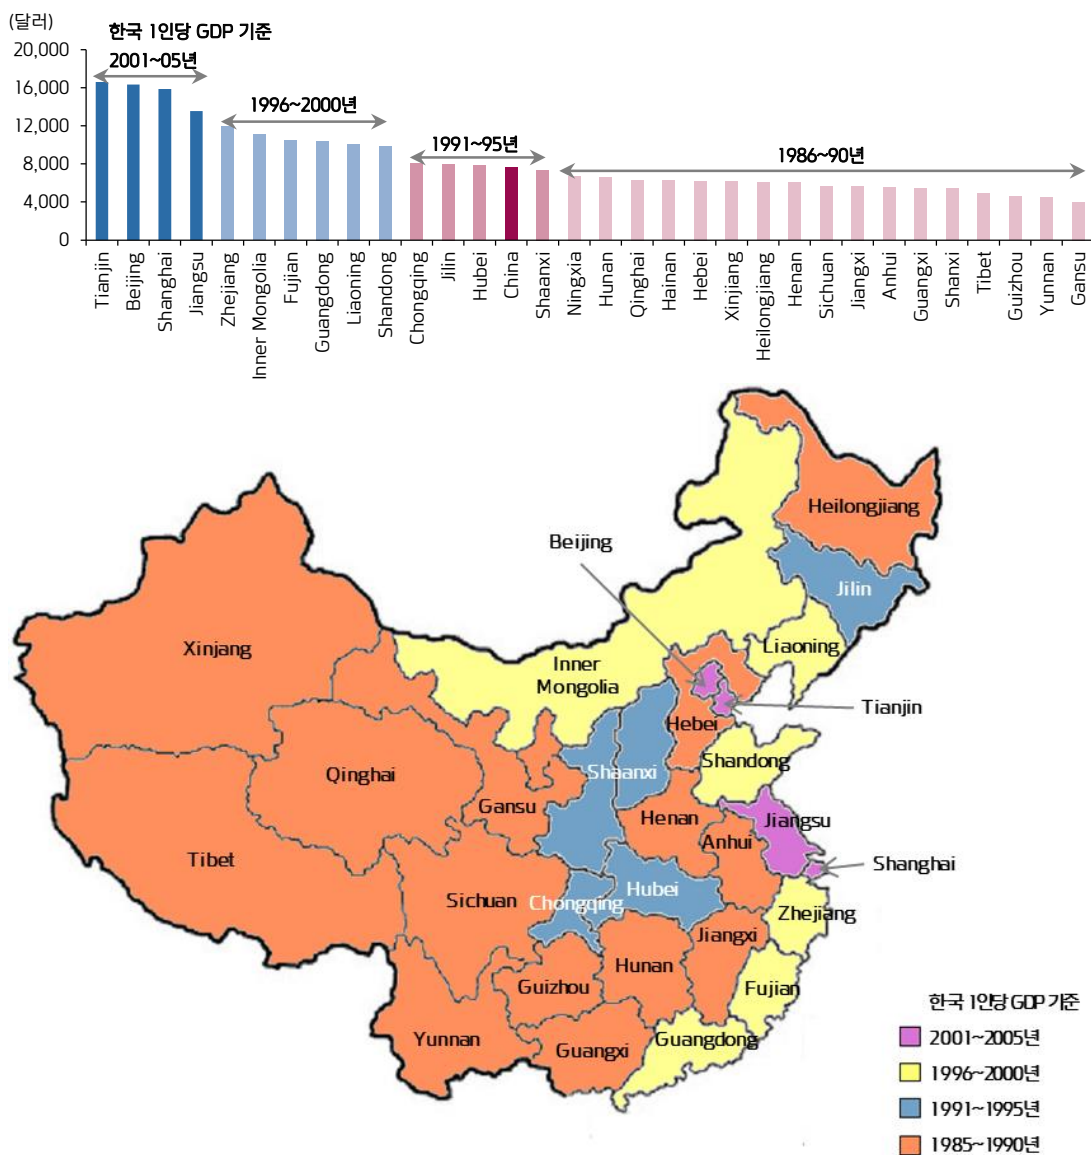 (달러)
한국 1인당 GDP 기준
20,000
2001~05년
16,000
1996~2000년
12,000
1991~95년
1986~90년
8,000
4,000
0
Tianjin
Beijing
Shanghai
Jiangsu
Zhejiang
Inner Mongolia
Fujian
Guangdong
Liaoning
Shandong
Chongqing
Jilin
Hubei
China
Shaanxi
Ningxia
Hunan
Qinghai
Hainan
Hebei
Xinjiang
Heilongjiang
Henan
Sichuan
Jiangxi
Anhui
Guangxi
Shanxi
Tibet
Guizhou
Yunnan
Gansu
Heilongjiang
Beijing
Jilin
Xinjang
Liaoning
Inner
Mongolia
Tianjin
Hebei
Shandong
Shaanxi
Qinghai
Gansu
Henan
Jiangsu
Anhui
Tibet
Shanghai
Hubei
Sichuan
Chongqing
Zhejiang
Jiangxi
Hunan
Guizhou
Fujian
한국 1인당 GDP 기준
Yunnan
Guangdong
2001~2005년
Guangxi
1996~2000년
1991~1995년
1985~1990년